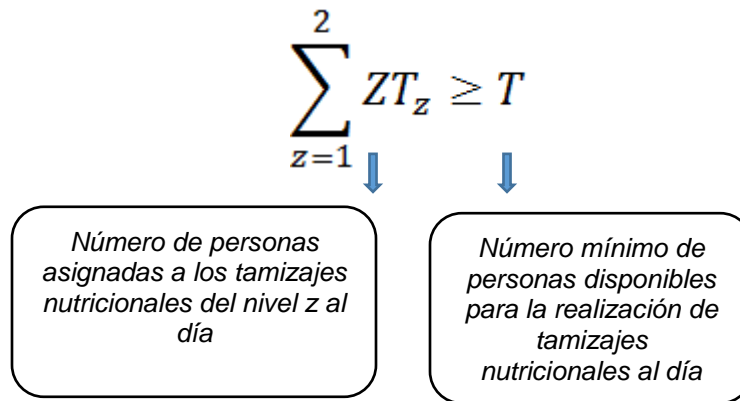 2
∑ ZT_z ≥ T
z=1
Número de personas
asignadas a los tamizajes
nutricionales del nivel z al
día
Número mínimo de
personas disponibles
para la realización de
tamizajes
nutricionales al día